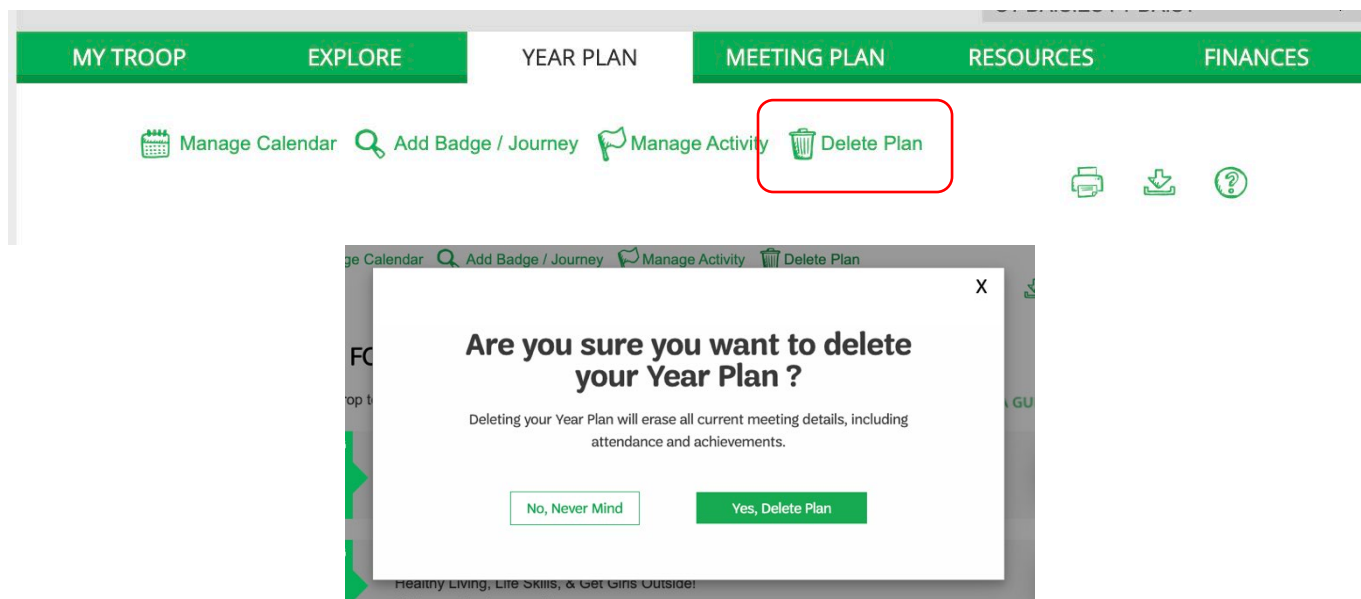 MY TROOP EXPLORE YEAR PLAN MEETING PLAN RESOURCES FINANCES
Manage Calendar Add Badge / Journey Manage Activity Delete Plan
ge Calendar Add Badge / Journey Manage Activity Delete Plan
X
Are you sure you want to delete
your Year Plan ?
Deleting your Year Plan will erase all current meeting details, including
attendance and achievements.
No, Never Mind Yes, Delete Plan
Healthy Living, Life Skills, & Get Girls Outside!